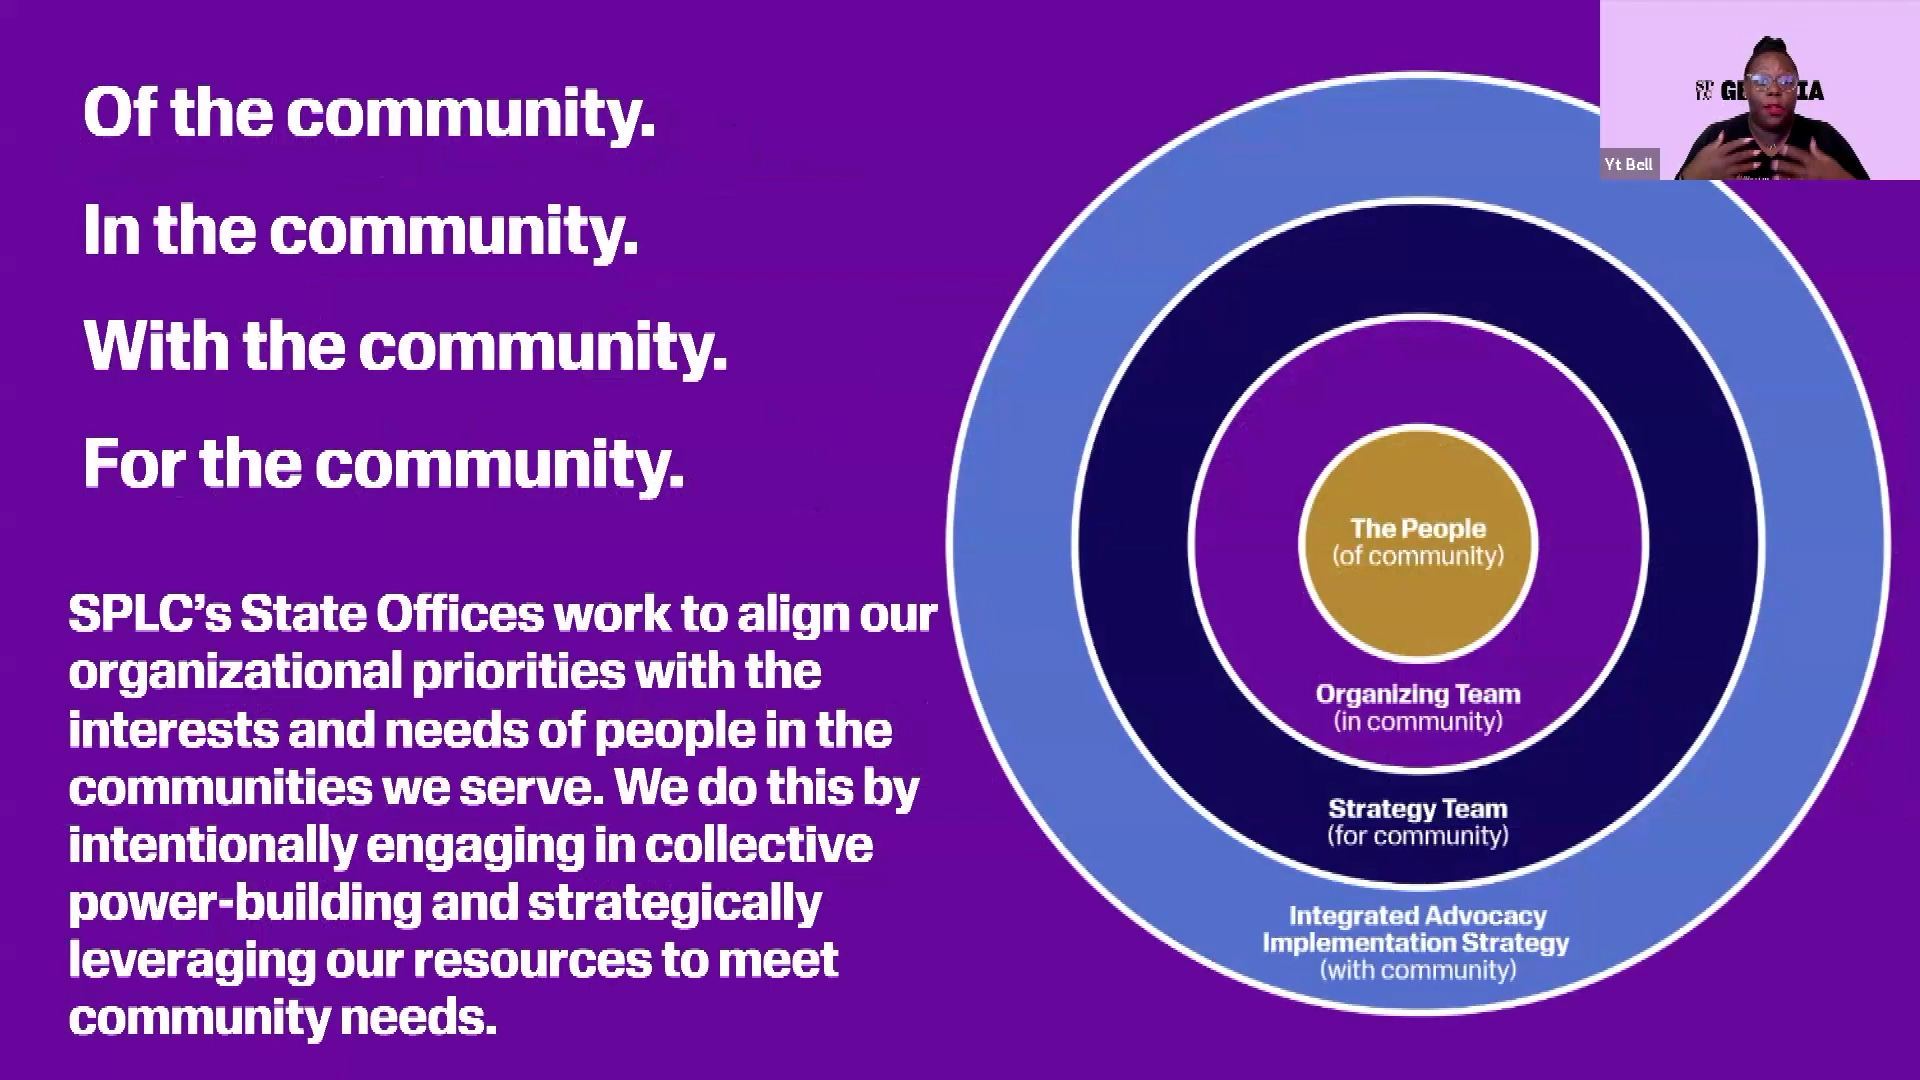 Of the community.
In the community.
With the community.
For the community.
SPLC's State Offices work to align our
organizational priorities with the
interests and needs of people in the
communities we serve. We do this by
intentionally engaging in collective
power-building and strategically
leveraging our resources to meet
community needs.
The People
(of community)
Organizing Team
(in community)
Strategy Team
(for community)
Integrated Advocacy
Implementation Strategy
(with community)
Yt Bell